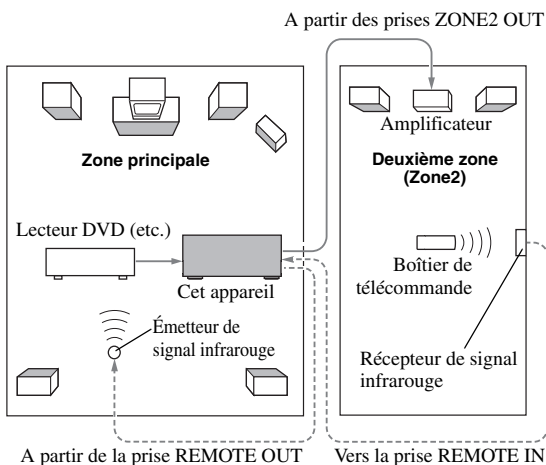 A partir des prises ZONE2 OUT
Zone principale
Amplificateur
Deuxième zone
(Zone2)
Lecteur DVD (etc.)
Cet appareil
Boîtier de
télécommande
Émetteur de
signal infrarouge
Récepteur de signal
infrarouge
A partir de la prise REMOTE OUT
Vers la prise REMOTE IN